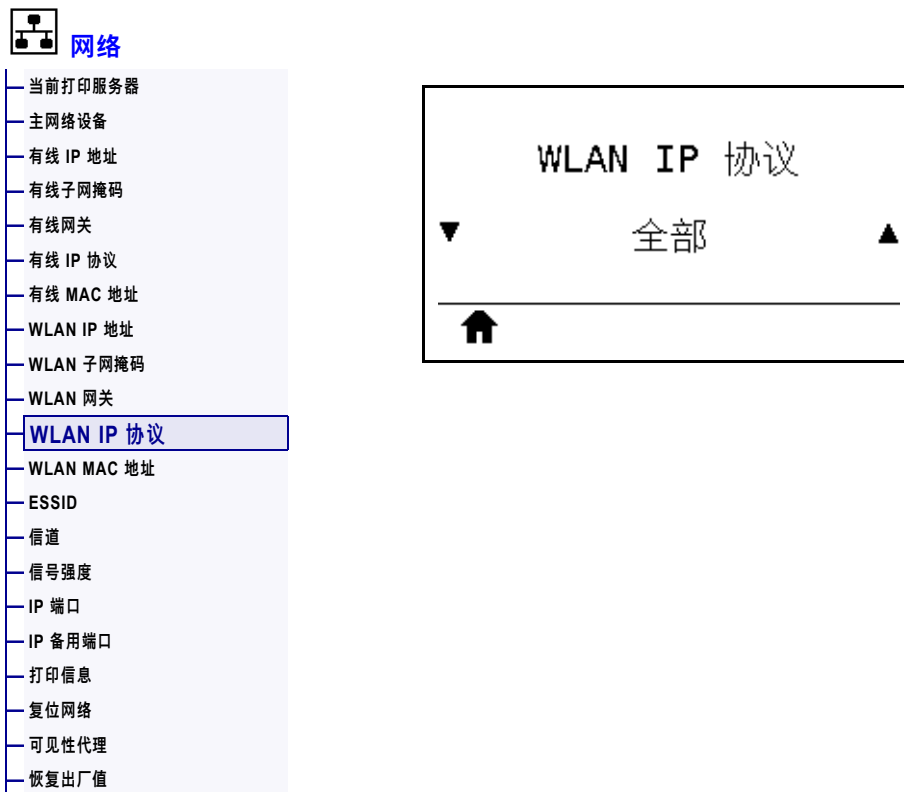 网络
当前打印服务器
主网络设备
有线 IP 地址
有线子网掩码
有线网关
有线 IP 协议
有线 MAC 地址
WLAN IP 地址
WLAN 子网掩码
WLAN 网关
WLAN IP 协议
WLAN MAC 地址
ESSID
信道
信号强度
IP 端口
IP 备用端口
打印信息
复位网络
可见性代理
恢复出厂值
WLAN IP 协议
全部